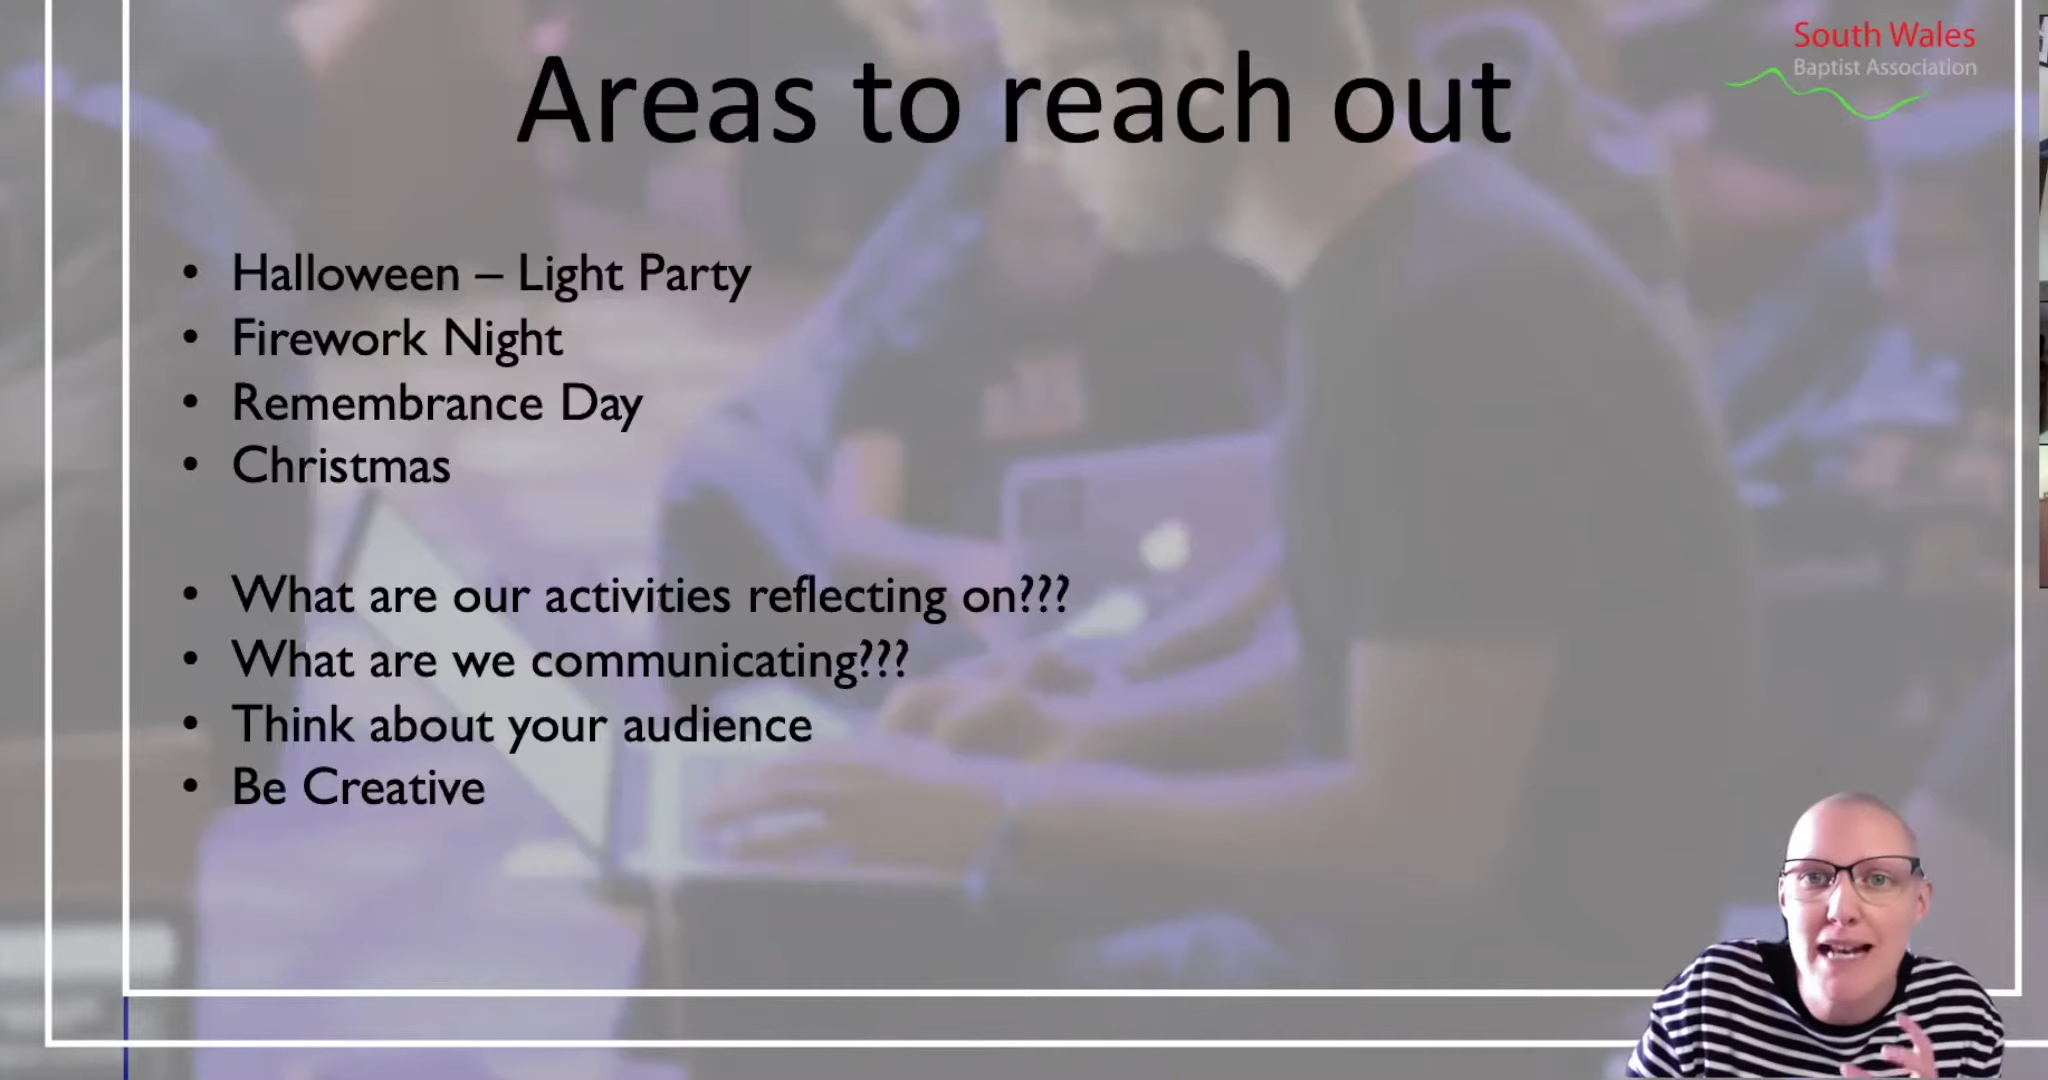 Areas to reach out
South Wales
Baptist Association
• Halloween – Light Party
• Firework Night
• Remembrance Day
• Christmas
• What are our activities reflecting on???
• What are we communicating???
• Think about your audience
• Be Creative